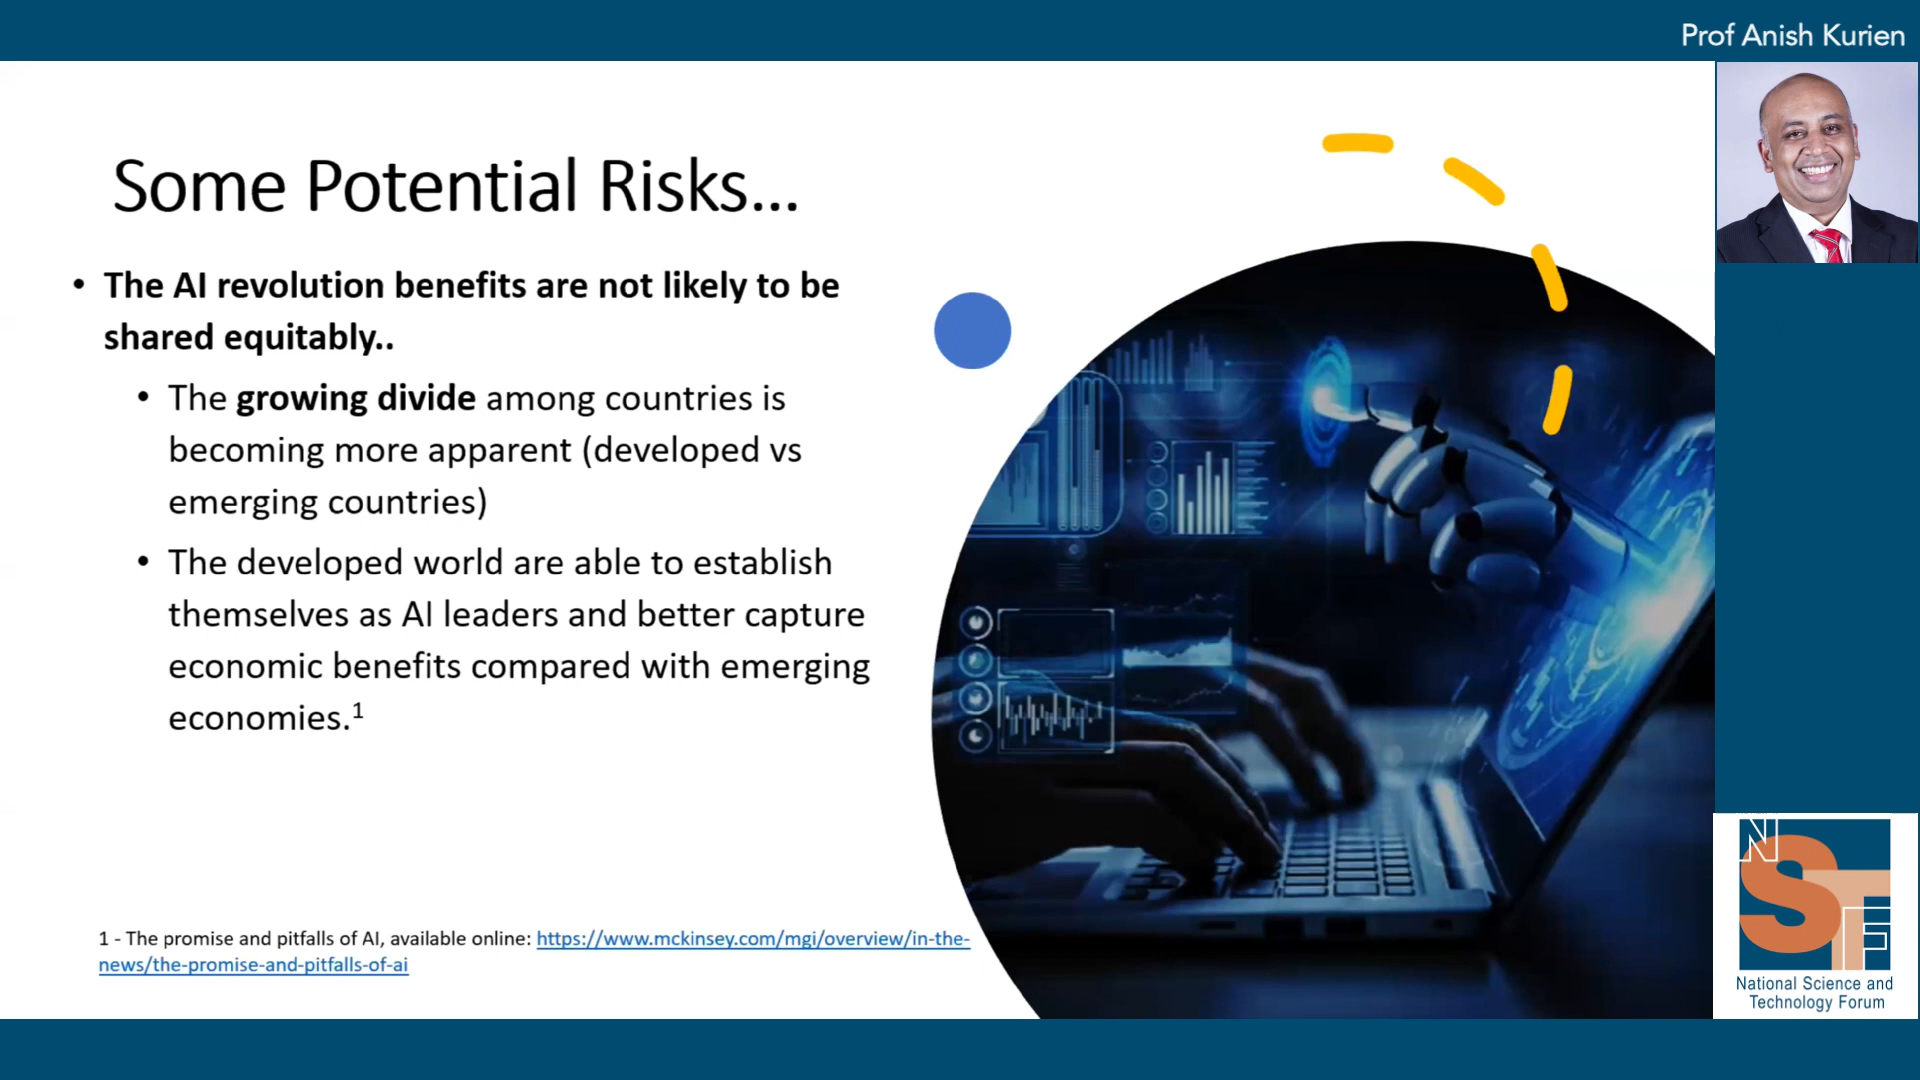 Prof Anish Kurien
Some Potential Risks...
• The AI revolution benefits are not likely to be
shared equitably..
• The growing divide among countries is
becoming more apparent (developed vs
emerging countries)
• The developed world are able to establish
themselves as AI leaders and better capture
economic benefits compared with emerging
economies.1
1 - The promise and pitfalls of AI, available online: https://www.mckinsey.com/mgi/overview/in-the-
news/the-promise-and-pitfalls-of-ai
NSTF
National Science and
Technology Forum